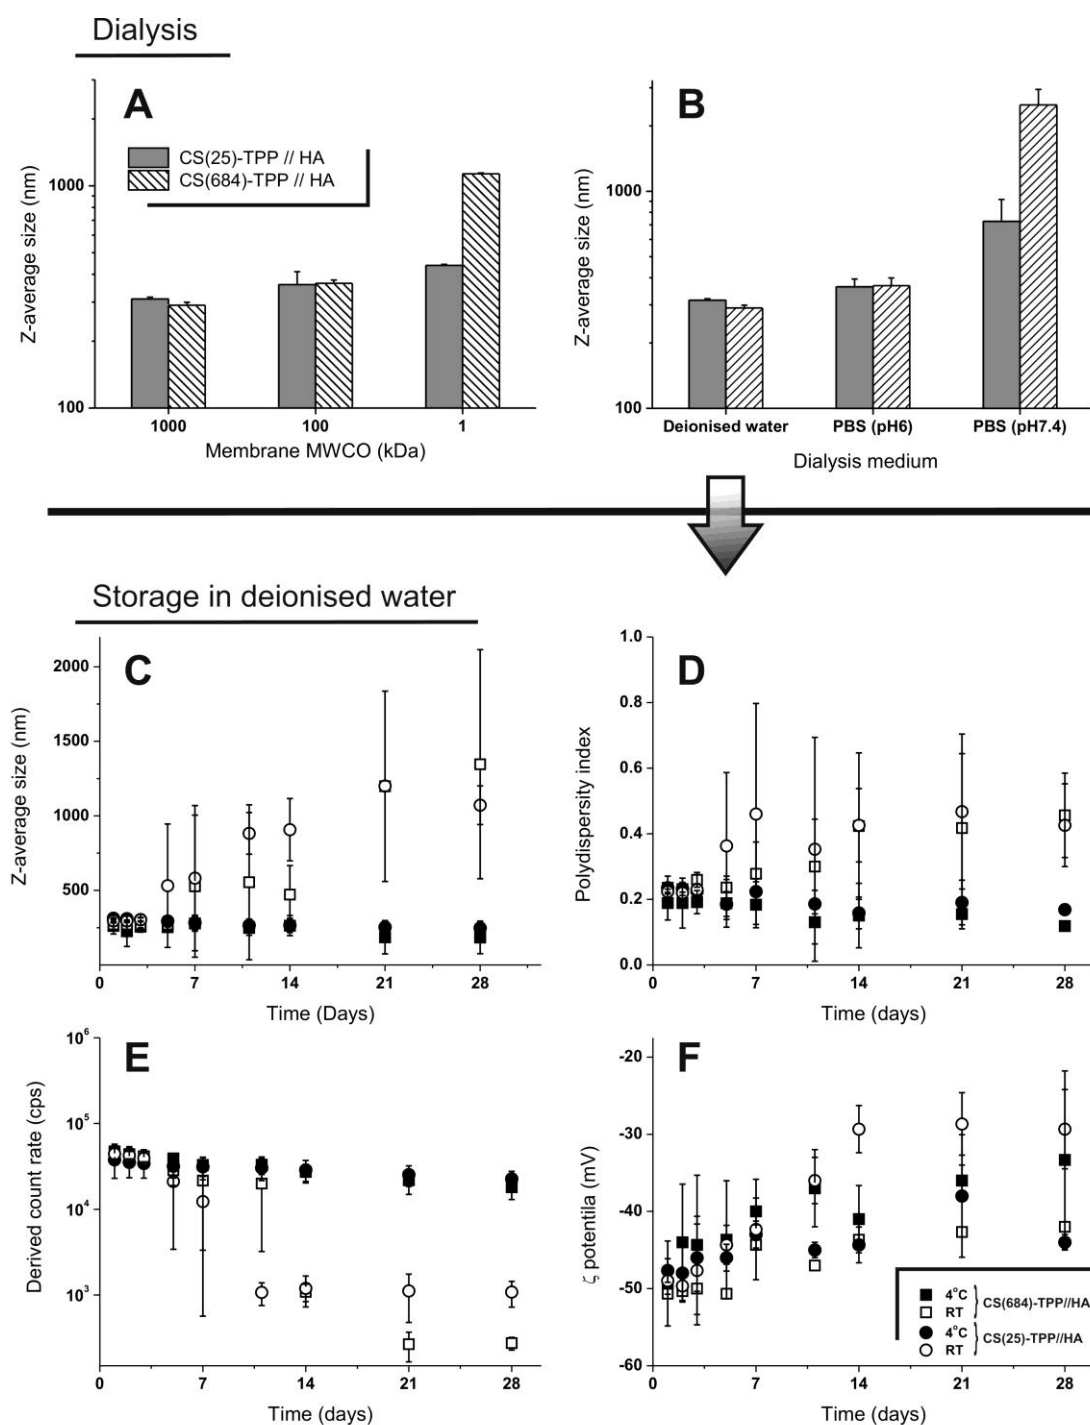 Dialysis
A
CS(25)-TPP // HA
CS(684)-TPP // HA
Z-average size (nm)
1000
100
1000 100 1
Membrane MWCO (kDa)
B
Z-average size (nm)
1000
100
Deionised water PBS (pH6) PBS (pH7.4)
Dialysis medium
Storage in deionised water
C
Z-average size (nm)
2000
1500
1000
500
0 7 14 21 28
Time (Days)
D
Polydispersity index
1.0
0.8
0.6
0.4
0.2
0.0
0 7 14 21 28
Time (days)
E
Derived count rate (cps)
10⁶
10⁵
10⁴
10³
0 7 14 21 28
Time (days)
F
ζ potentila (mV)
-20
-30
-40
-50
-60
4°C
RT
CS(684)-TPP//HA
4°C
RT
CS(25)-TPP//HA
0 7 14 21 28
Time (days)